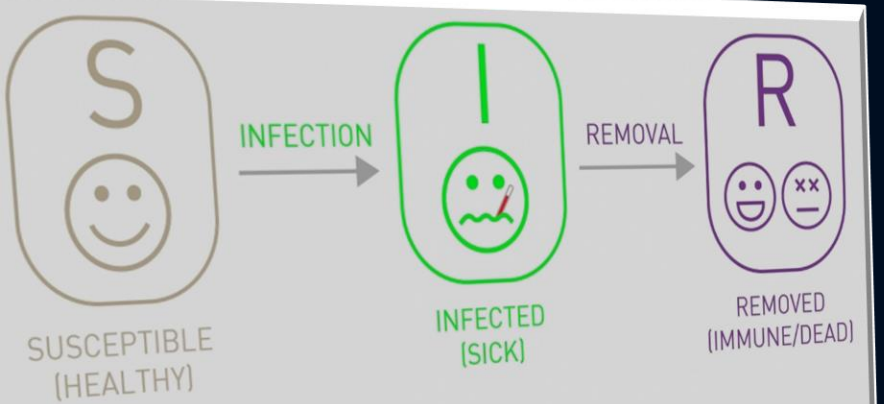 S
INFECTION
I
REMOVAL
R
SUSCEPTIBLE
(HEALTHY)
INFECTED
(SICK)
REMOVED
(IMMUNE/DEAD)